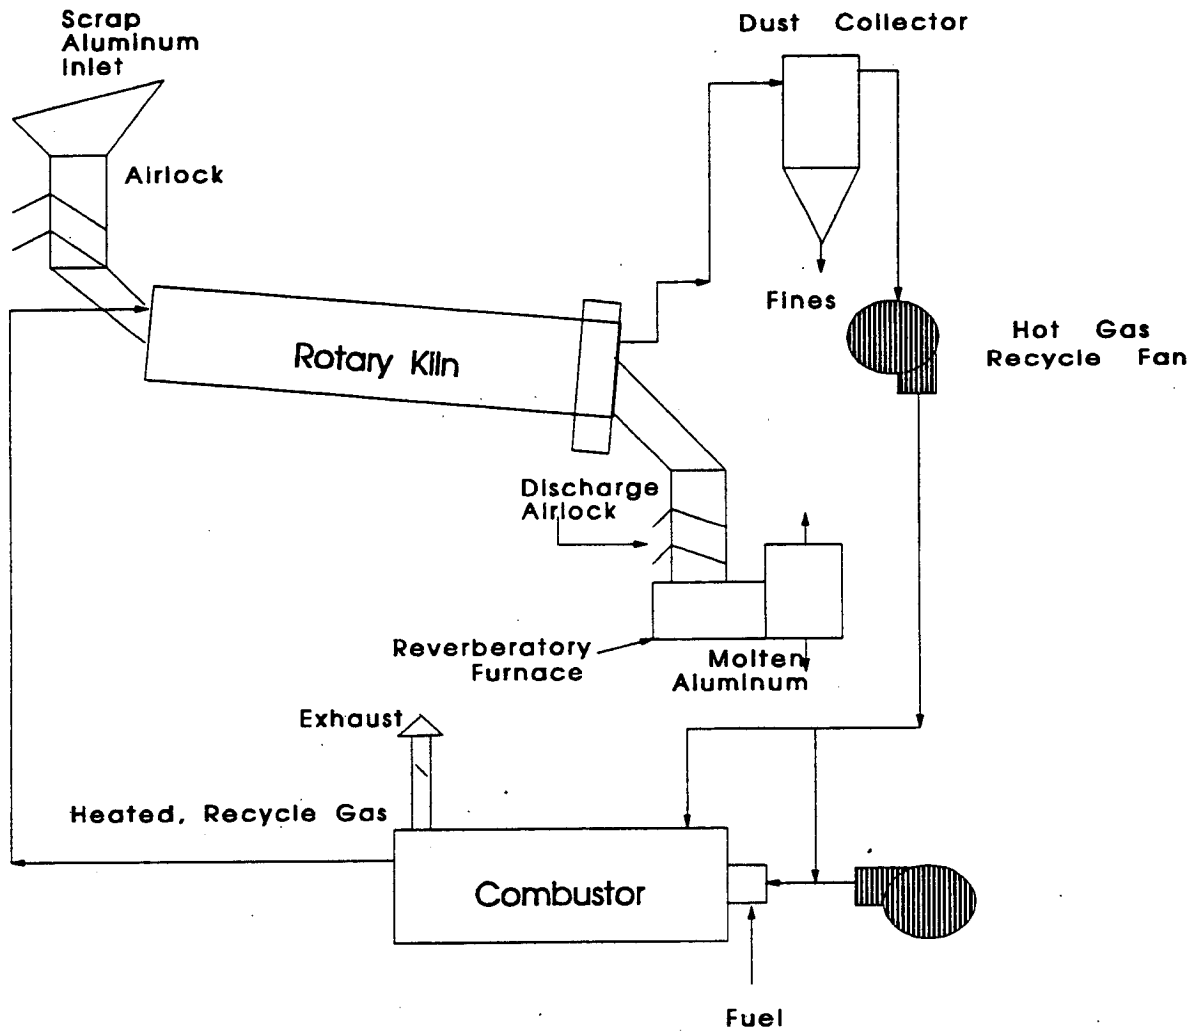 Scrap
Aluminum
Inlet
Dust Collector
Airlock
Fines
Rotary Kiln
Hot Gas
Recycle Fan
Discharge
Airlock
Reverberatory
Furnace
Molten
Aluminum
Exhaust
Heated, Recycle Gas
Combustor
Fuel